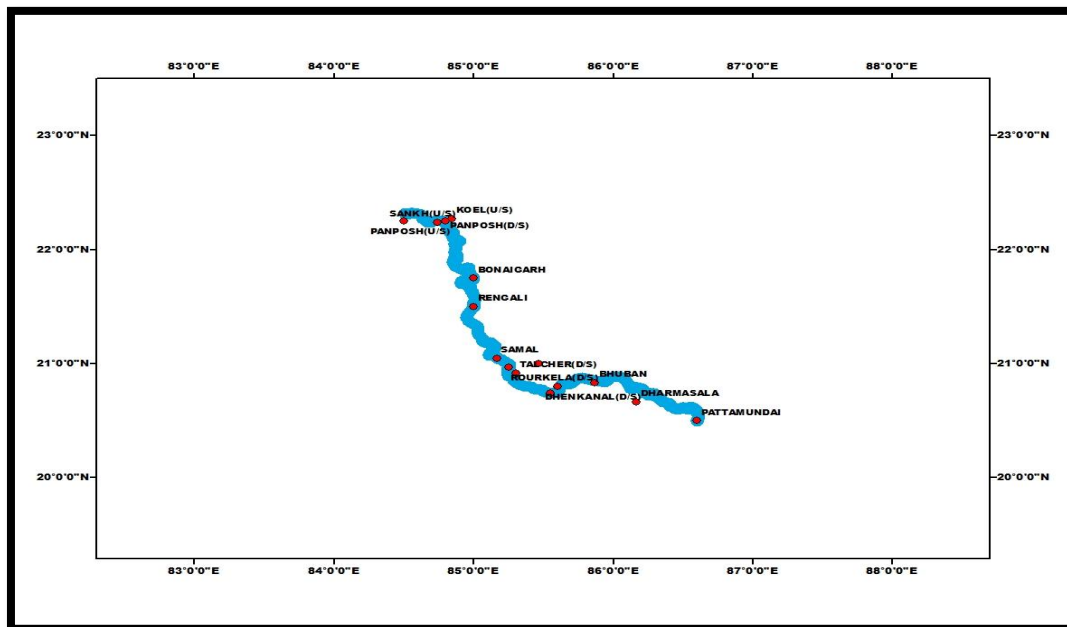 83°0'0"E 84°0'0"E 85°0'0"E 86°0'0"E 87°0'0"E 88°0'0"E
23°0'0"N 23°0'0"N
KOEL(U/S)
SANKH(U/S)
PANPOSH(D/S)
PANPOSH(U/S)
22°0'0"N 22°0'0"N
BONAIGARH
RENGALI
SAMAL
21°0'0"N TALCHER(D/S) 21°0'0"N
ROURKELA(D/S) BHUBAN
DHENKANAL(D/S) DHARMASALA
PATTAMUNDAI
20°0'0"N 20°0'0"N
83°0'0"E 84°0'0"E 85°0'0"E 86°0'0"E 87°0'0"E 88°0'0"E